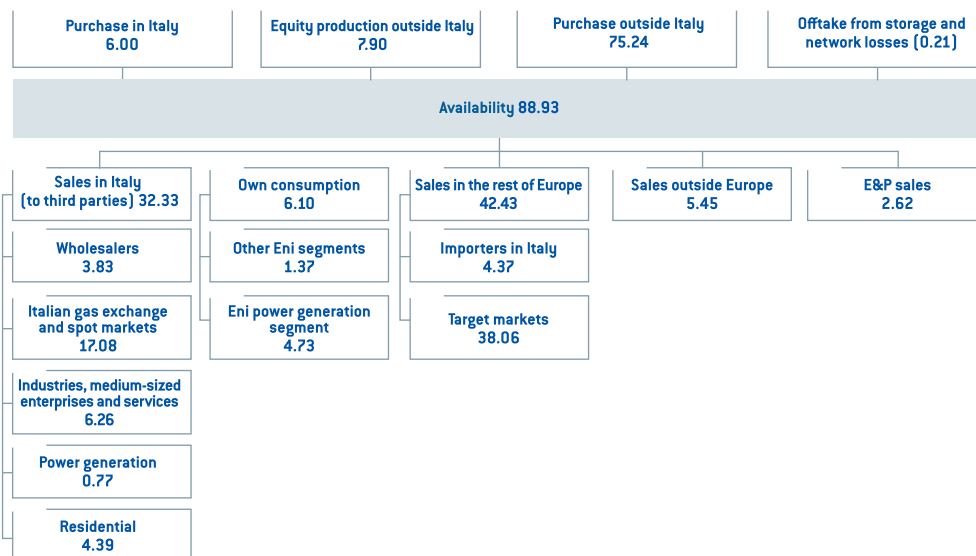 Purchase in Italy
6.00
Equity production outside Italy
7.90
Purchase outside Italy
75.24
Offtake from storage and
network losses (0.21)
Availability 88.93
Sales in Italy
(to third parties) 32.33
Own consumption
6.10
Sales in the rest of Europe
42.43
Sales outside Europe
5.45
E&P sales
2.62
Wholesalers
3.83
Other Eni segments
1.37
Importers in Italy
4.37
Italian gas exchange
and spot markets
17.08
Eni power generation
segment
4.73
Target markets
38.06
Industries, medium-sized
enterprises and services
6.26
Power generation
0.77
Residential
4.39